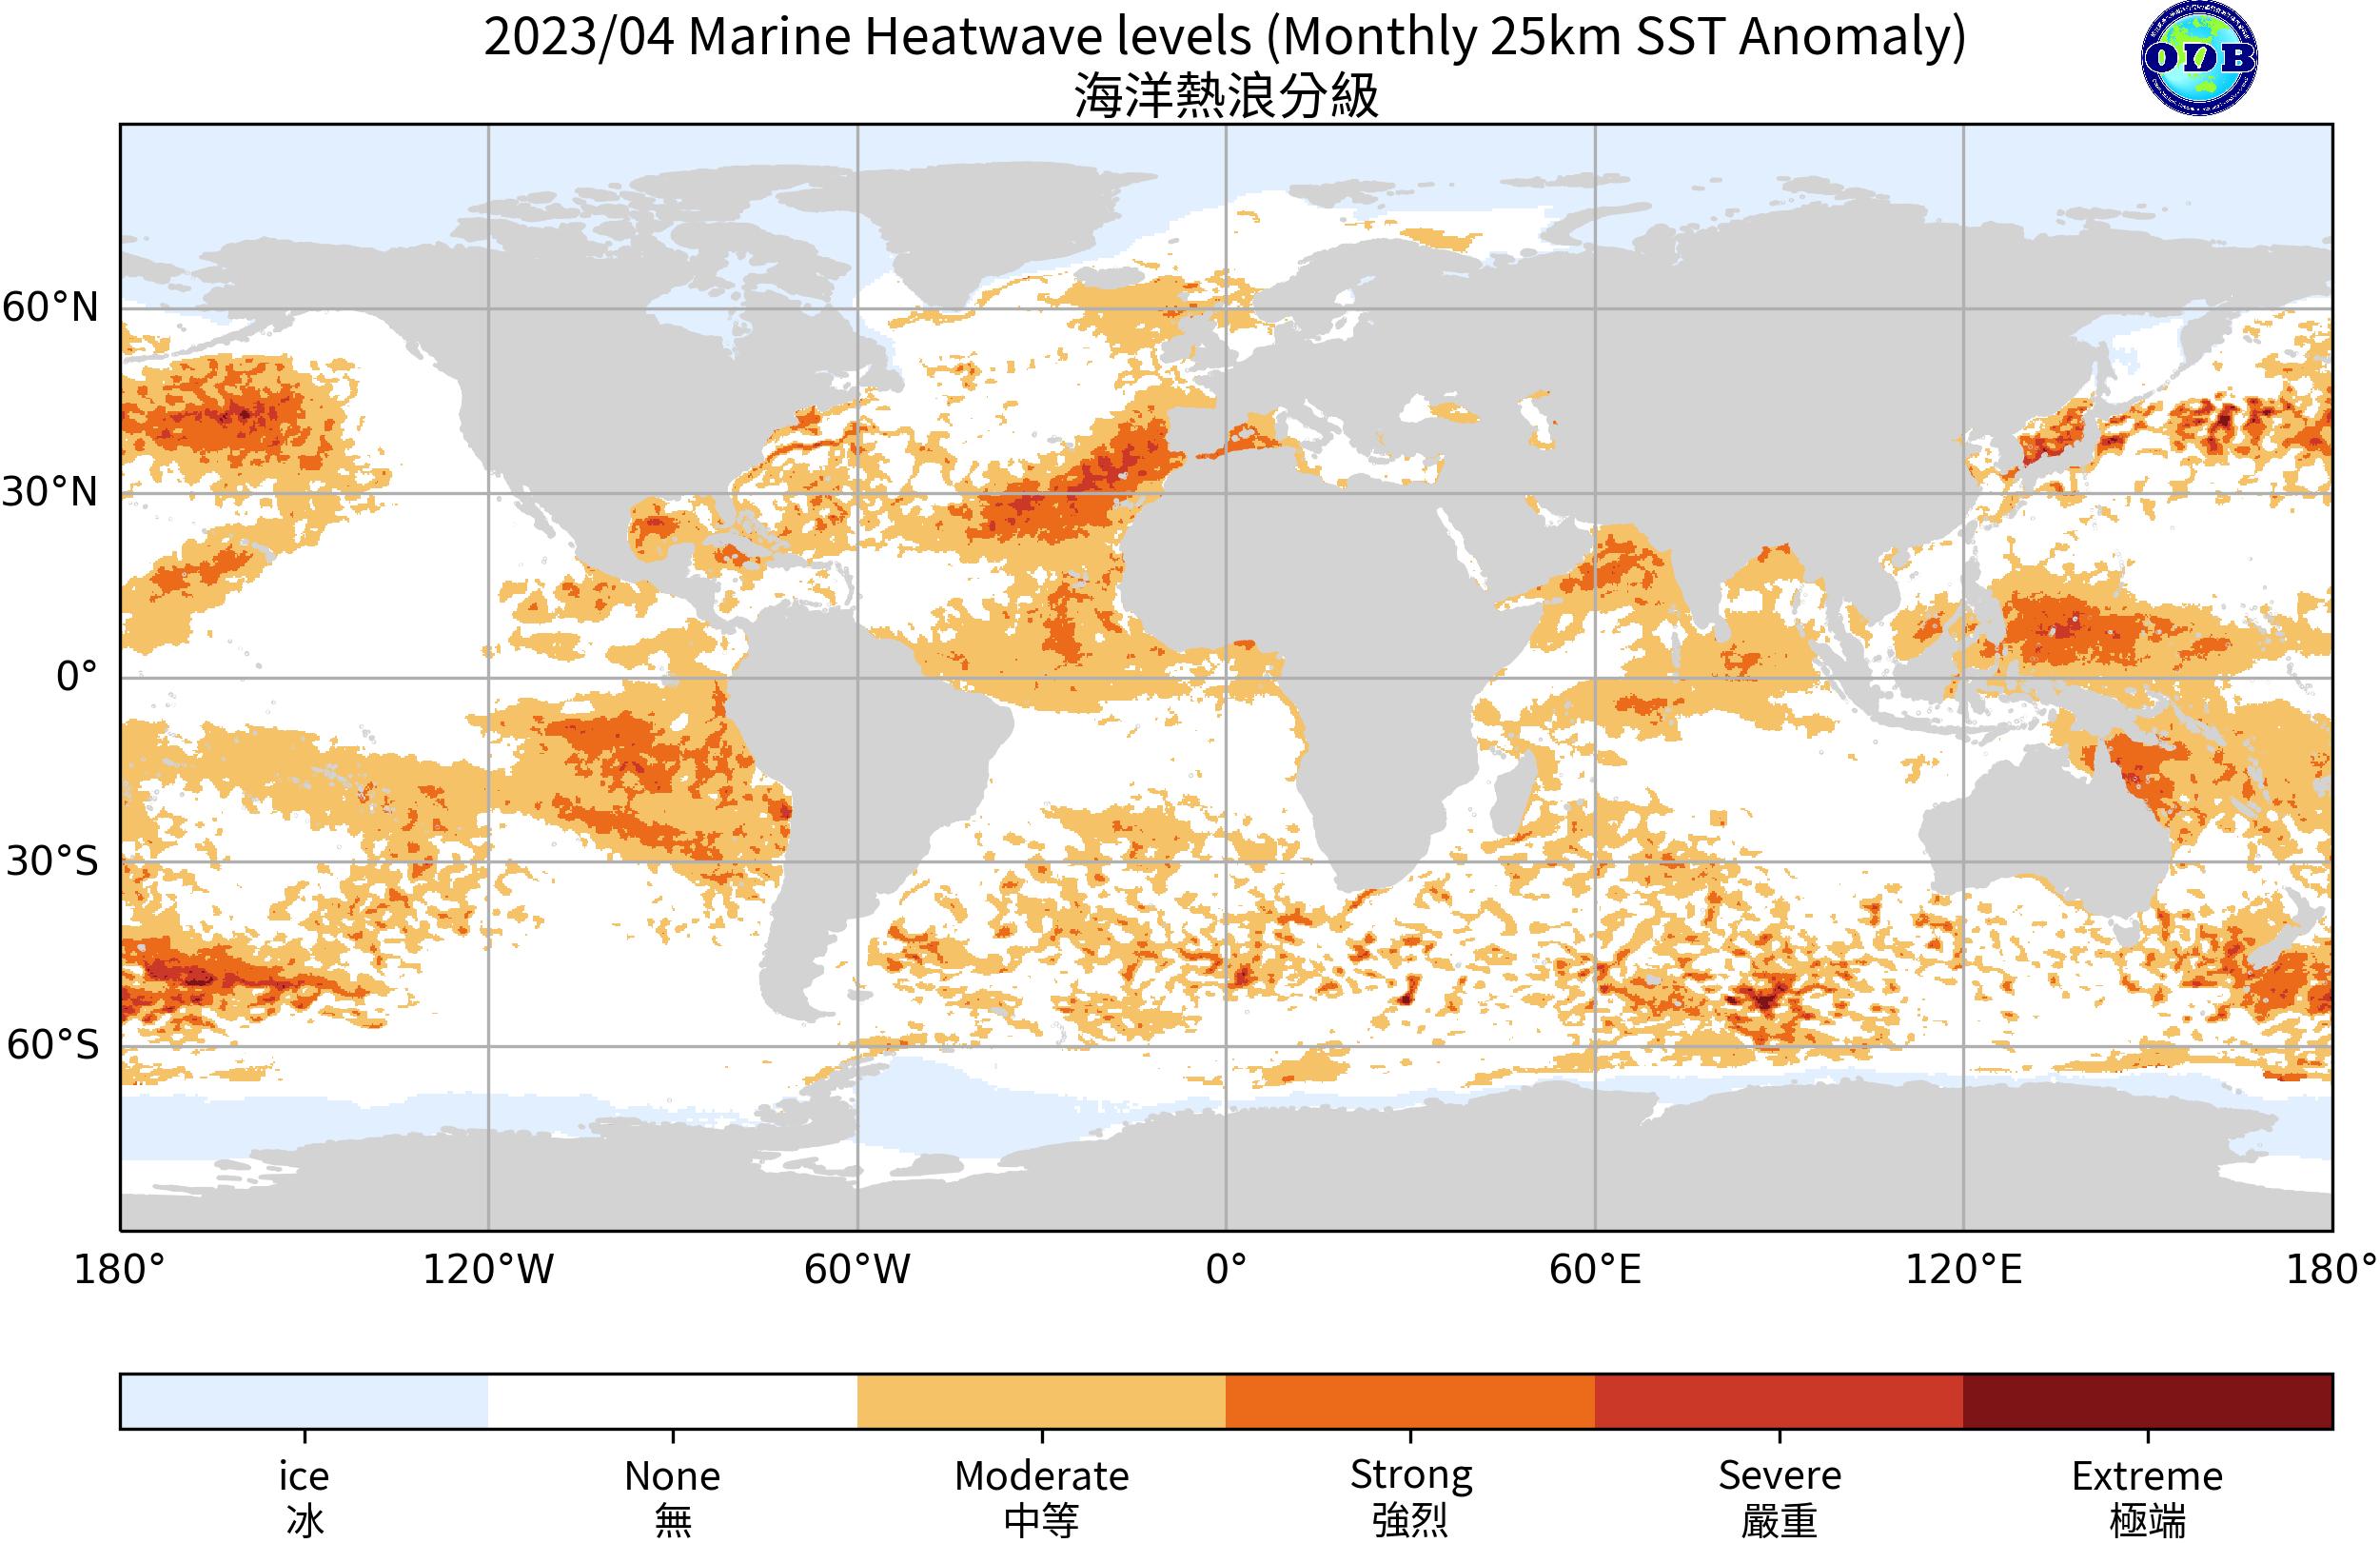 2023/04 Marine Heatwave levels (Monthly 25km SST Anomaly)
海洋熱浪分級
ODB
60°N
30°N
0°
30°S
60°S
180° 120°W 60°W 0° 60°E 120°E 180°
ice None Moderate Strong Severe Extreme
冰 無 中等 強烈 嚴重 極端